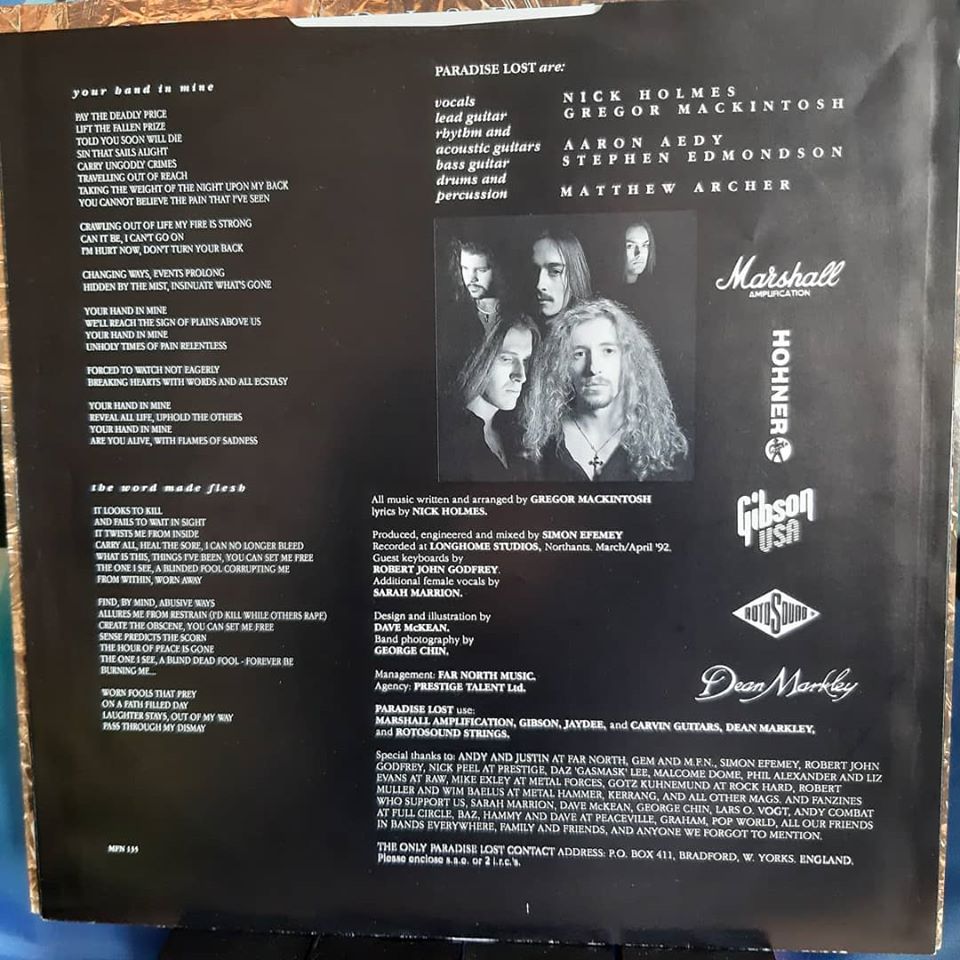 your hand in mine
PAY THE DEADLY PRICE
LIFT THE FALLEN PRIZE
TOLD YOU SOON WILL DIE
SIN THAT SAILS ALIGHT
CARRY UNGODLY CRIMES
TRAVELLING OUT OF REACH
TAKING THE WEIGHT OF THE NIGHT UPON MY BACK
YOU CANNOT BELIEVE THE PAIN THAT I'VE SEEN
CRAWLING OUT OF LIFE MY FIRE IS STRONG
CAN IT BE, I CAN'T GO ON
I'M HURT NOW, DON'T TURN YOUR BACK
CHANGING WAYS, EVENTS PROLONG
HIDDEN BY THE MIST, INSINUATE WHAT'S GONE
YOUR HAND IN MINE
WE'LL REACH THE SIGN OF PLAINS ABOVE US
YOUR HAND IN MINE
UNHOLY TIMES OF PAIN RELENTLESS
FORCED TO WATCH NOT EAGERLY
BREAKING HEARTS WITH WORDS AND ALL ECSTASY
YOUR HAND IN MINE
REVEAL ALL LIFE, UPHOLD THE OTHERS
YOUR HAND IN MINE
ARE YOU ALIVE, WITH FLAMES OF SADNESS
the word made flesh
IT LOOKS TO KILL
AND FAILS TO WAIT IN SIGHT
IT TWISTS ME FROM INSIDE
CARRY ALL, HEAL THE SORE, I CAN NO LONGER BLEED
WHAT IS THIS, THINGS I'VE BEEN, YOU CAN SET ME FREE
THE ONE I SEE, A BLINDED FOOL CORRUPTING ME
FROM WITHIN, WORN AWAY
FIND, BY MIND, ABUSIVE WAYS
ALLURES ME FROM RESTRAIN (I'D KILL WHILE OTHERS RAPE)
CREATE THE OBSCENE, YOU CAN SET ME FREE
SENSE PREDICTS THE SCORN
THE HOUR OF PEACE IS GONE
THE ONE I SEE, A BLIND DEAD FOOL - FOREVER BE
BURNING ME...
WORN FOOLS THAT PREY
ON A FATH FILLED DAY
LAUGHTER STAYS, OUT OF MY WAY
PASS THROUGH MY DISMAY
MFN 135
PARADISE LOST are:
vocals NICK HOLMES
lead guitar GREGOR MACKINTOSH
rhythm and
acoustic guitars AARON AEDY
bass guitar STEPHEN EDMONDSON
drums and
percussion MATTHEW ARCHER
Marshall
AMPLIFICATION
HOHNER
Gibson
USA
ROTOSOUND
Dean Markley
All music written and arranged by GREGOR MACKINTOSH
lyrics by NICK HOLMES.
Produced, engineered and mixed by SIMON EFEMEY
Recorded at LONGHOME STUDIOS, Northants. March/April '92.
Guest keyboards by
ROBERT JOHN GODFREY.
Additional female vocals by
SARAH MARRION.
Design and illustration by
DAVE McKEAN.
Band photography by
GEORGE CHIN.
Management: FAR NORTH MUSIC.
Agency: PRESTIGE TALENT Ltd.
PARADISE LOST use:
MARSHALL AMPLIFICATION, GIBSON, JAYDEE, and CARVIN GUITARS, DEAN MARKLEY,
and ROTOSOUND STRINGS.
Special thanks to: ANDY AND JUSTIN AT FAR NORTH, GEM AND M.F.N., SIMON EFEMEY, ROBERT JOHN
GODFREY, NICK PEEL AT PRESTIGE, DAZ 'GASMASK' LEE, MALCOME DOME, PHIL ALEXANDER AND LIZ
EVANS AT RAW, MIKE EXLEY AT METAL FORCES, GOTZ KUHNEMUND AT ROCK HARD, ROBERT
MULLER AND WIM BAELUS AT METAL HAMMER, KERRANG, AND ALL OTHER MAGS. AND FANZINES
WHO SUPPORT US, SARAH MARRION, DAVE McKEAN, GEORGE CHIN, LARS O. VOGT, ANDY COMBAT
AT FULL CIRCLE, BAZ, HAMMY AND DAVE AT PEACEVILLE, GRAHAM, POP WORLD, ALL OUR FRIENDS
IN BANDS EVERYWHERE, FAMILY AND FRIENDS, AND ANYONE WE FORGOT TO MENTION.
THE ONLY PARADISE LOST CONTACT ADDRESS: P.O. BOX 411, BRADFORD, W. YORKS. ENGLAND.
Please enclose s.a.e. or 2 i.r.c.'s.